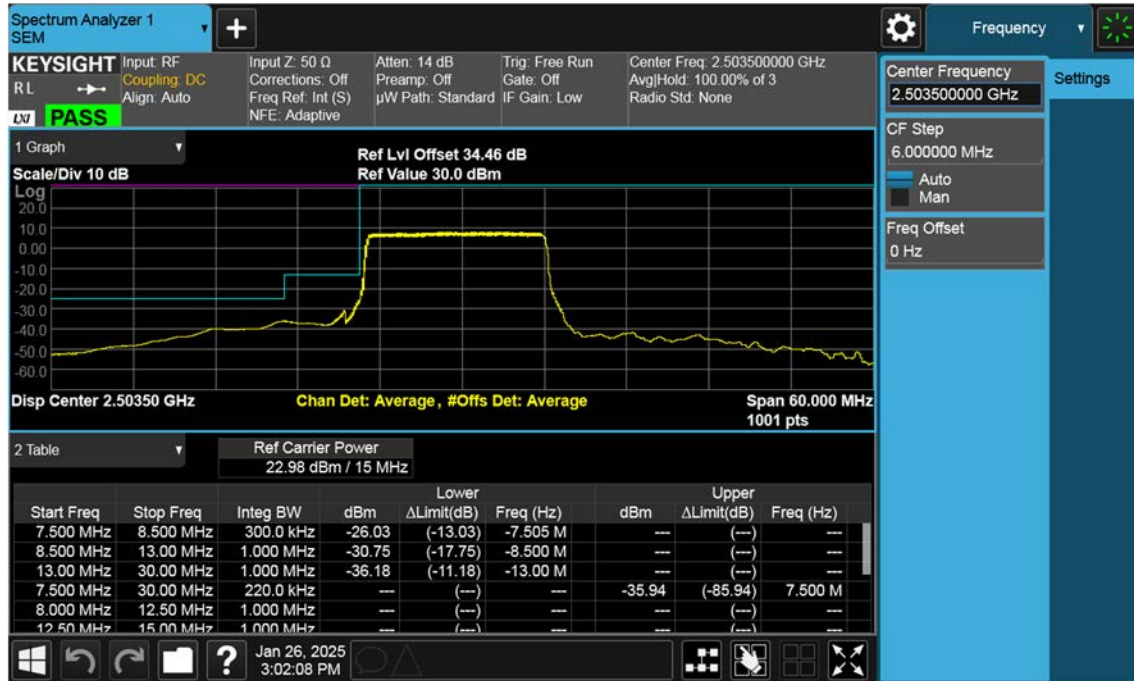 Spectrum Analyzer 1
SEM
Frequency
KEYSIGHT
R L
LXI
PASS
Input: RF
Coupling: DC
Align: Auto
Input Z: 50 Ω
Corrections: Off
Freq Ref: Int (S)
NFE: Adaptive
Atten: 14 dB
Preamp: Off
µW Path: Standard
Trig: Free Run
Gate: Off
IF Gain: Low
Center Freq: 2.503500000 GHz
Avg|Hold: 100.00% of 3
Radio Std: None
Center Frequency
2.503500000 GHz
Settings
CF Step
6.000000 MHz
Auto
Man
Freq Offset
0 Hz
1 Graph
Scale/Div 10 dB
Ref Lvl Offset 34.46 dB
Ref Value 30.0 dBm
Log
20.0
10.0
0.00
-10.0
-20.0
-30.0
-40.0
-50.0
-60.0
Disp Center 2.50350 GHz
Chan Det: Average, #Offs Det: Average
Span 60.000 MHz
1001 pts
2 Table
Ref Carrier Power
22.98 dBm / 15 MHz
Lower Upper
Start Freq Stop Freq Integ BW dBm ΔLimit(dB) Freq (Hz) dBm ΔLimit(dB) Freq (Hz)
7.500 MHz 8.500 MHz 300.0 kHz -26.03 (-13.03) -7.505 M --- (---) ---
8.500 MHz 13.00 MHz 1.000 MHz -30.75 (-17.75) -8.500 M --- (---) ---
13.00 MHz 30.00 MHz 1.000 MHz -36.18 (-11.18) -13.00 M --- (---) ---
7.500 MHz 30.00 MHz 220.0 kHz --- (---) --- -35.94 (-85.94) 7.500 M
8.000 MHz 12.50 MHz 1.000 MHz --- (---) --- --- (---) ---
12.50 MHz 15.00 MHz 1.000 MHz --- (---) --- --- (---) ---
?
Jan 26, 2025
3:02:08 PM